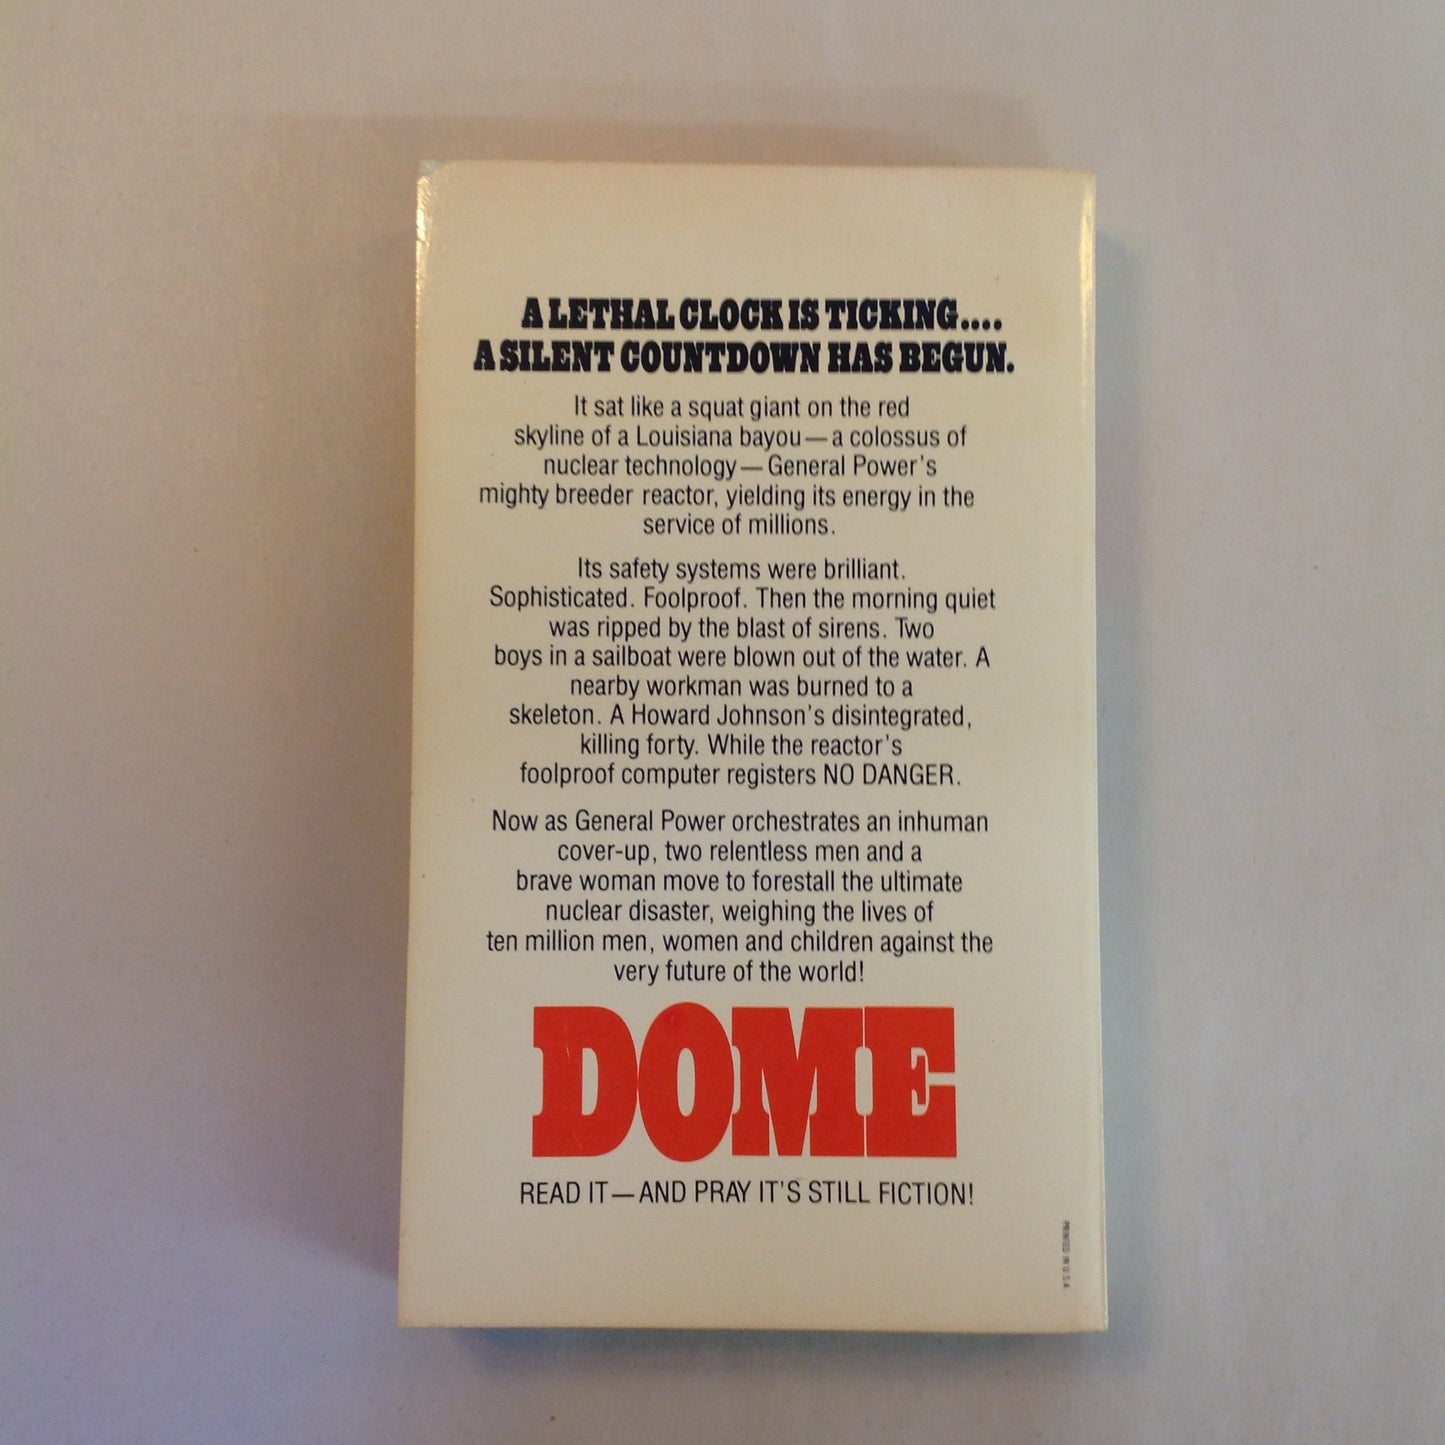 A LETHAL CLOCK IS TICKING....
A SILENT COUNTDOWN HAS BEGUN.
It sat like a squat giant on the red
skyline of a Louisiana bayou—a colossus of
nuclear technology—General Power's
mighty breeder reactor, yielding its energy in the
service of millions.
Its safety systems were brilliant.
Sophisticated. Foolproof. Then the morning quiet
was ripped by the blast of sirens. Two
boys in a sailboat were blown out of the water. A
nearby workman was burned to a
skeleton. A Howard Johnson's disintegrated,
killing forty. While the reactor's
foolproof computer registers NO DANGER.
Now as General Power orchestrates an inhuman
cover-up, two relentless men and a
brave woman move to forestall the ultimate
nuclear disaster, weighing the lives of
ten million men, women and children against the
very future of the world!
DOME
READ IT—AND PRAY IT'S STILL FICTION!
PRINTED IN U.S.A.